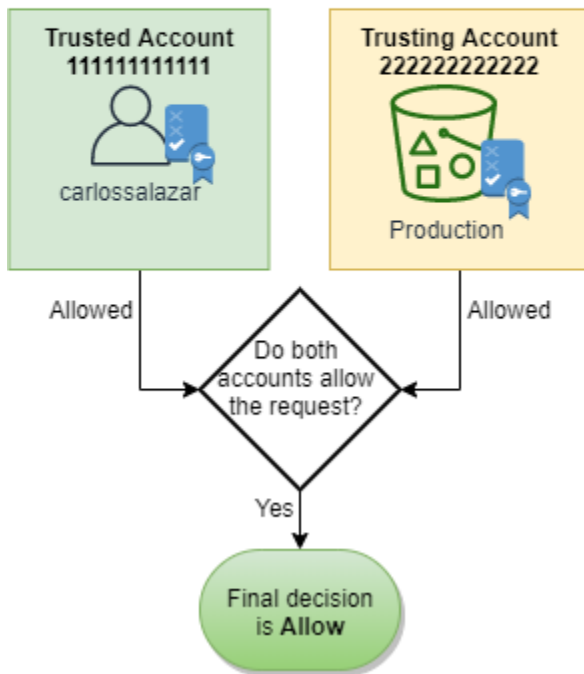 Trusted Account
111111111111
carlossalazar
Trusting Account
222222222222
Production
Allowed
Allowed
Do both
accounts allow
the request?
Yes
Final decision
is Allow